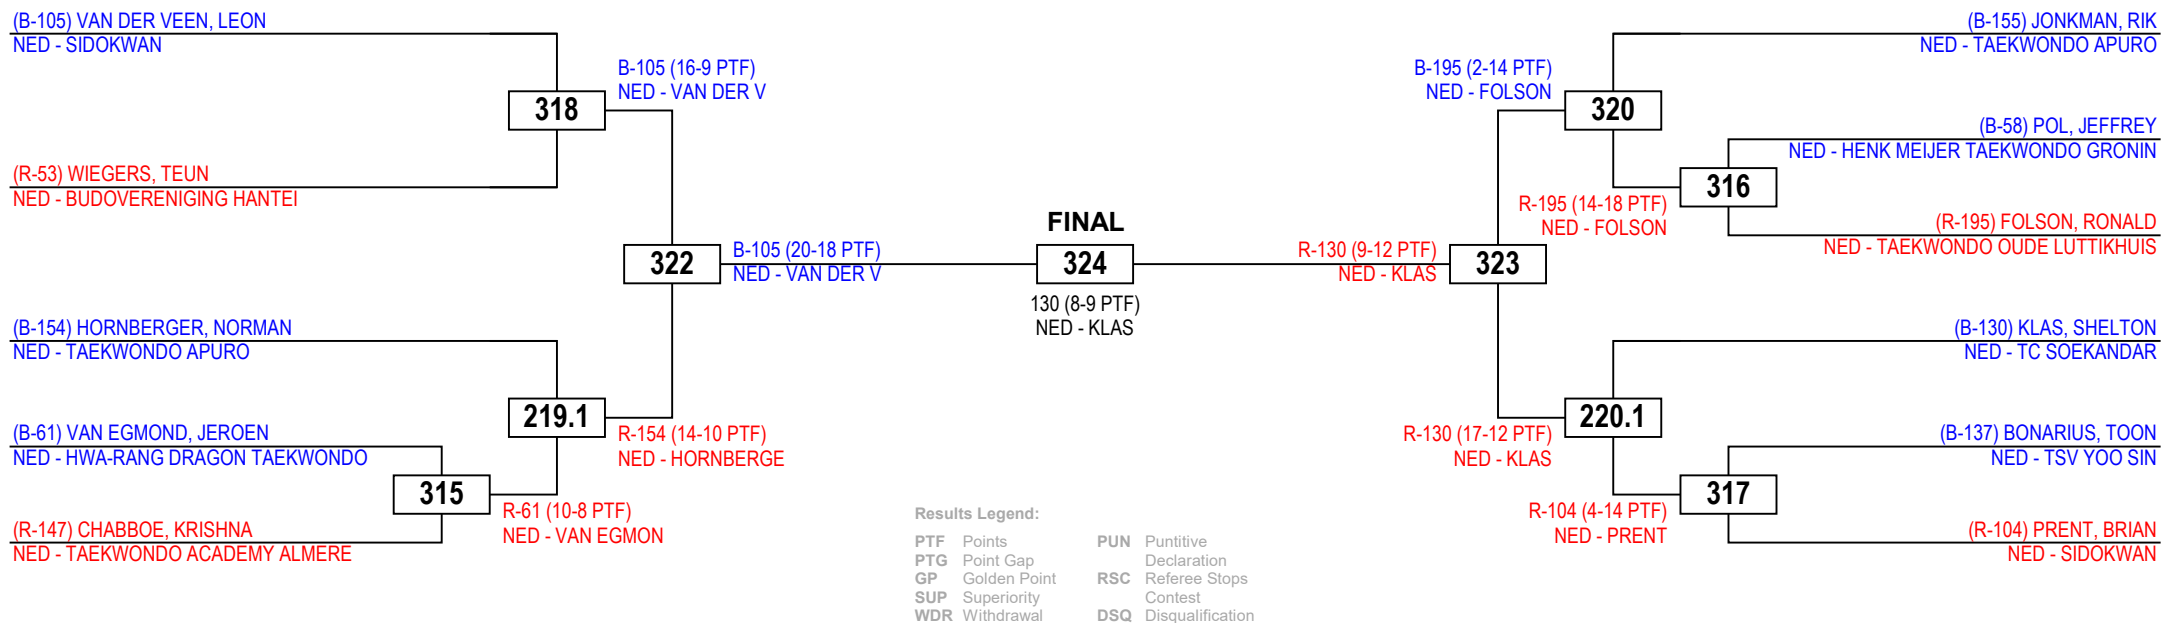 (B-105) VAN DER VEEN, LEON
NED - SIDOKWAN
318
B-105 (16-9 PTF)
NED - VAN DER V
(R-53) WIEGERS, TEUN
NED - BUDOVERENIGING HANTEI
322
B-105 (20-18 PTF)
NED - VAN DER V
(B-154) HORNBERGER, NORMAN
NED - TAEKWONDO APURO
219.1
R-154 (14-10 PTF)
NED - HORNBERGE
(B-61) VAN EGMOND, JEROEN
NED - HWA-RANG DRAGON TAEKWONDO
315
R-61 (10-8 PTF)
NED - VAN EGMON
(R-147) CHABBOE, KRISHNA
NED - TAEKWONDO ACADEMY ALMERE
FINAL
324
130 (8-9 PTF)
NED - KLAS
(B-155) JONKMAN, RIK
NED - TAEKWONDO APURO
B-195 (2-14 PTF)
NED - FOLSON
320
(B-58) POL, JEFFREY
NED - HENK MEIJER TAEKWONDO GRONIN
316
R-195 (14-18 PTF)
NED - FOLSON
(R-195) FOLSON, RONALD
NED - TAEKWONDO OUDE LUTTIKHUIS
R-130 (9-12 PTF)
NED - KLAS
323
(B-130) KLAS, SHELTON
NED - TC SOEKANDAR
220.1
R-130 (17-12 PTF)
NED - KLAS
(B-137) BONARIUS, TOON
NED - TSV YOO SIN
317
R-104 (4-14 PTF)
NED - PRENT
(R-104) PRENT, BRIAN
NED - SIDOKWAN
Results Legend:
PTF Points
PTG Point Gap
GP Golden Point
SUP Superiority
WDR Withdrawal
PUN Puntitive
Declaration
RSC Referee Stops
Contest
DSQ Disqualification